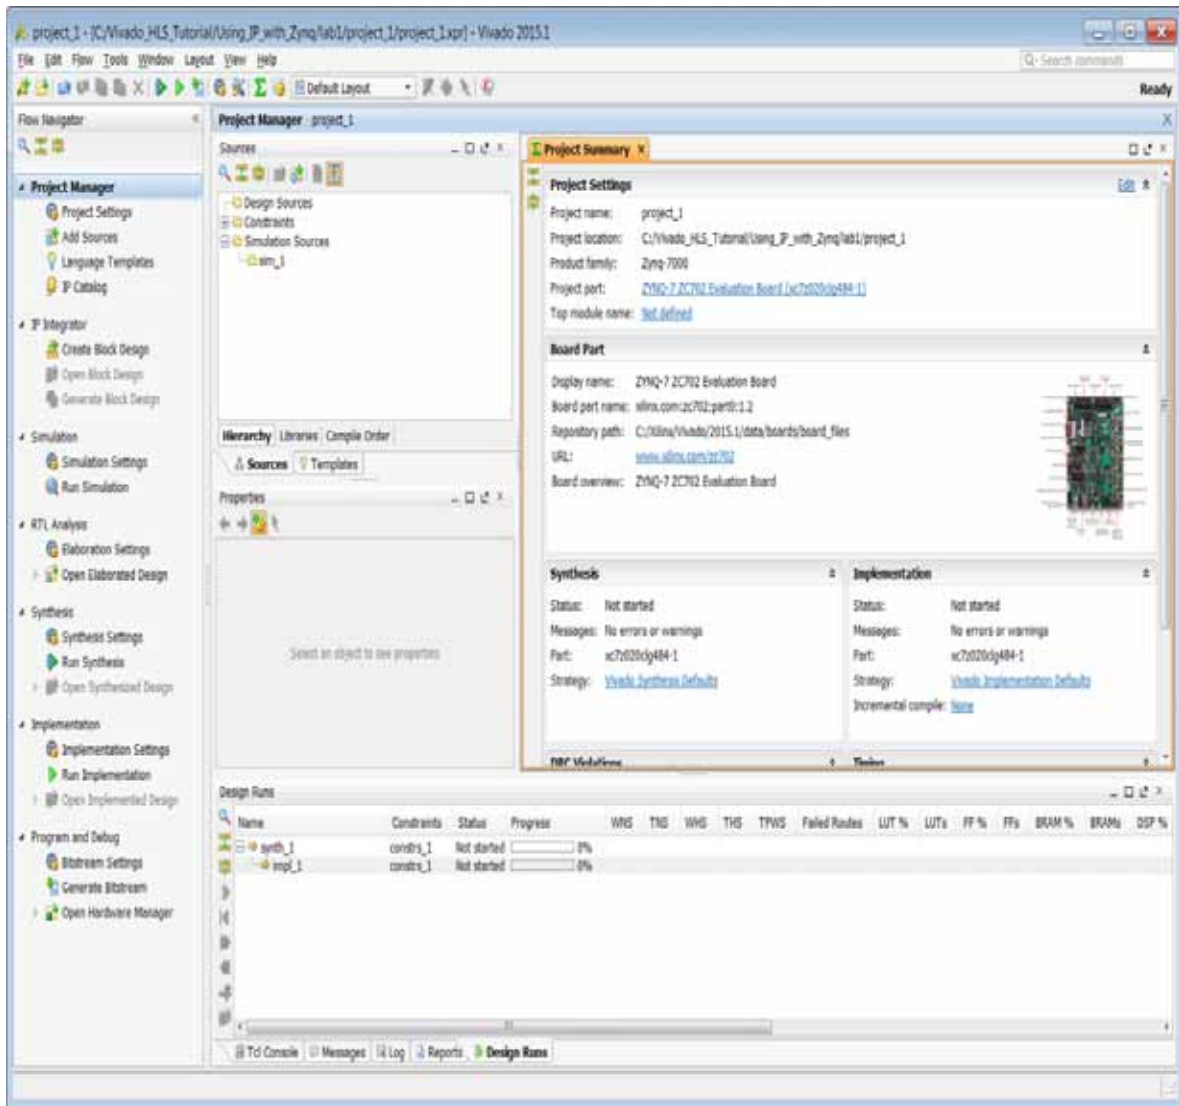 project_1 - [C:/Vivado_HLS_Tutorial/Using_IP_with_Zynq/lab1/project_1/project_1.xpr] - Vivado 2015.1
File Edit Flow Tools Window Layout View Help
Search commands
Default Layout
Ready
Flow Navigator
Project Manager
Project Settings
Add Sources
Language Templates
IP Catalog
IP Integrator
Create Block Design
Open Block Design
Generate Block Design
Simulation
Simulation Settings
Run Simulation
RTL Analysis
Elaboration Settings
Open Elaborated Design
Synthesis
Synthesis Settings
Run Synthesis
Open Synthesized Design
Implementation
Implementation Settings
Run Implementation
Open Implemented Design
Program and Debug
Bitstream Settings
Generate Bitstream
Open Hardware Manager
Project Manager project_1
Sources
Design Sources
Constraints
Simulation Sources
sim_1
Hierarchy Libraries Compile Order
Sources Templates
Properties
Select an object to see properties
Project Summary
Project Settings Edit
Project name: project_1
Project location: C:/Vivado_HLS_Tutorial/Using_IP_with_Zynq/lab1/project_1
Product family: Zynq-7000
Project part: ZYNQ-7 ZC702 Evaluation Board (xc7z020clg484-1)
Top module name: Not defined
Board Part
Display name: ZYNQ-7 ZC702 Evaluation Board
Board part name: xilinx.com:zc702:part0:1.2
Repository path: C:/Xilinx/Vivado/2015.1/data/boards/board_files
URL: www.xilinx.com/zc702
Board overview: ZYNQ-7 ZC702 Evaluation Board
Synthesis
Status: Not started
Messages: No errors or warnings
Part: xc7z020clg484-1
Strategy: Vivado Synthesis Defaults
Implementation
Status: Not started
Messages: No errors or warnings
Part: xc7z020clg484-1
Strategy: Vivado Implementation Defaults
Incremental compile: None
DRC Violations
Timing
Design Runs
Name Constraints Status Progress WNS TNS WHS THS TPWS Failed Routes LUT % LUTs FF % FFs BRAM % BRAMs DSP %
synth_1 constrs_1 Not started 0%
impl_1 constrs_1 Not started 0%
Tcl Console Messages Log Reports Design Runs